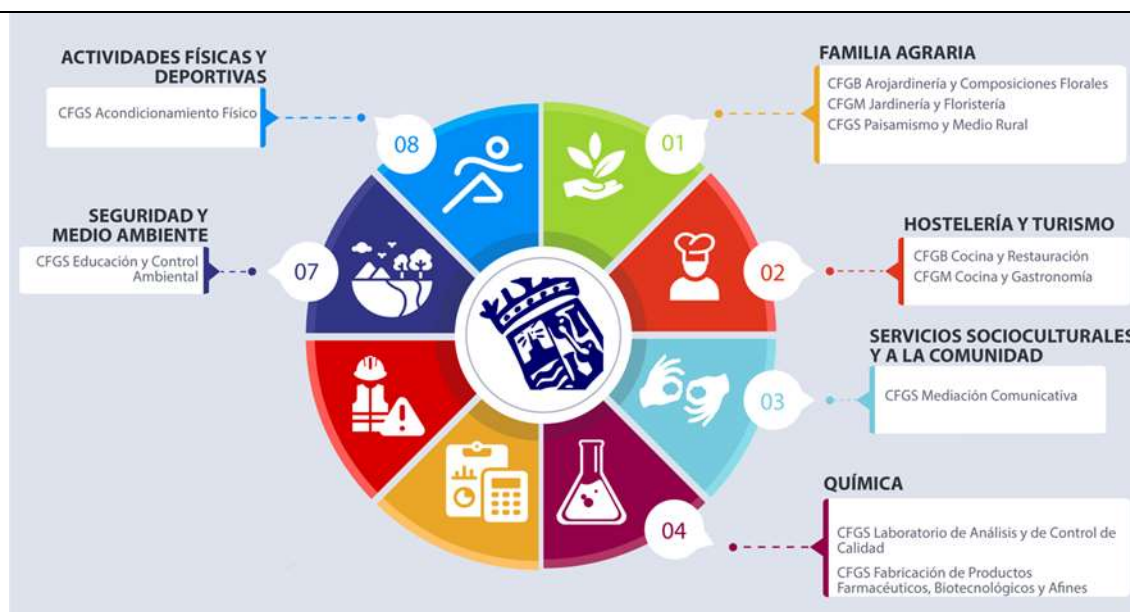 ACTIVIDADES FÍSICAS Y
DEPORTIVAS
CFGS Acondicionamiento Físico
08
SEGURIDAD Y
MEDIO AMBIENTE
CFGS Educación y Control
Ambiental
07
FAMILIA AGRARIA
CFGB Arojardinería y Composiciones Florales
CFGM Jardinería y Floristería
CFGS Paisamismo y Medio Rural
01
HOSTELERÍA Y TURISMO
CFGB Cocina y Restauración
CFGM Cocina y Gastronomía
02
SERVICIOS SOCIOCULTURALES
Y A LA COMUNIDAD
CFGS Mediación Comunicativa
03
QUÍMICA
CFGS Laboratorio de Análisis y de Control de
Calidad
CFGS Fabricación de Productos
Farmacéuticos, Biotecnológicos y Afines
04